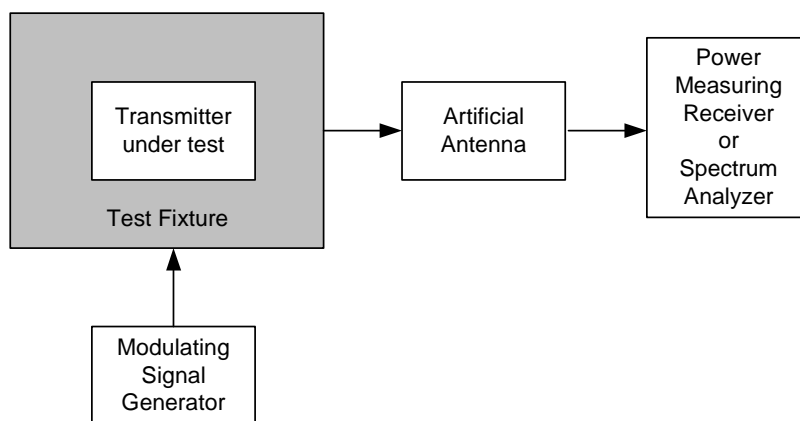 Transmitter
under test
Test Fixture
Artificial
Antenna
Power
Measuring
Receiver
or
Spectrum
Analyzer
Modulating
Signal
Generator